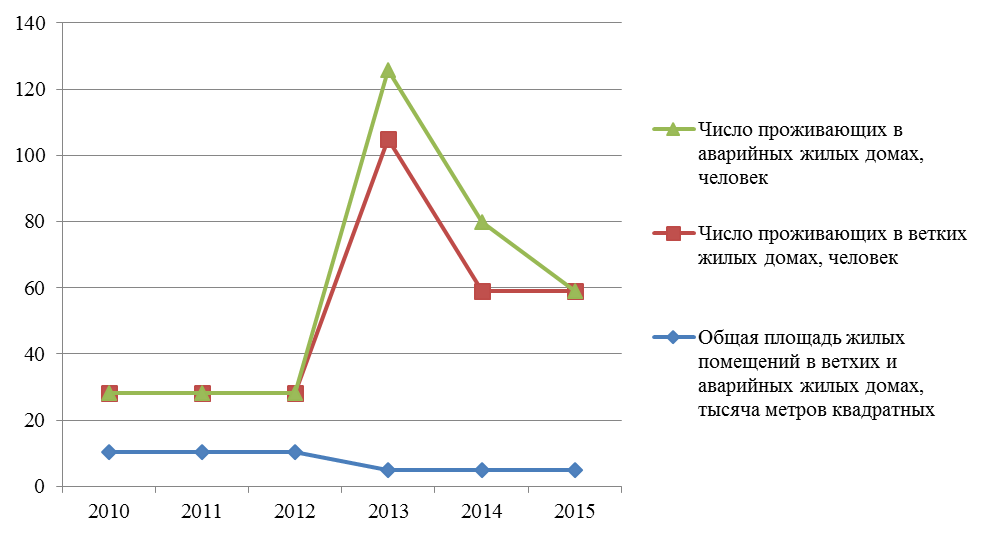 140
120
100
80
60
40
20
0
2010 2011 2012 2013 2014 2015
Число проживающих в
аварийных жилых домах,
человек
Число проживающих в ветких
жилых домах, человек
Общая площадь жилых
помещений в ветхих и
аварийных жилых домах,
тысяча метров квадратных